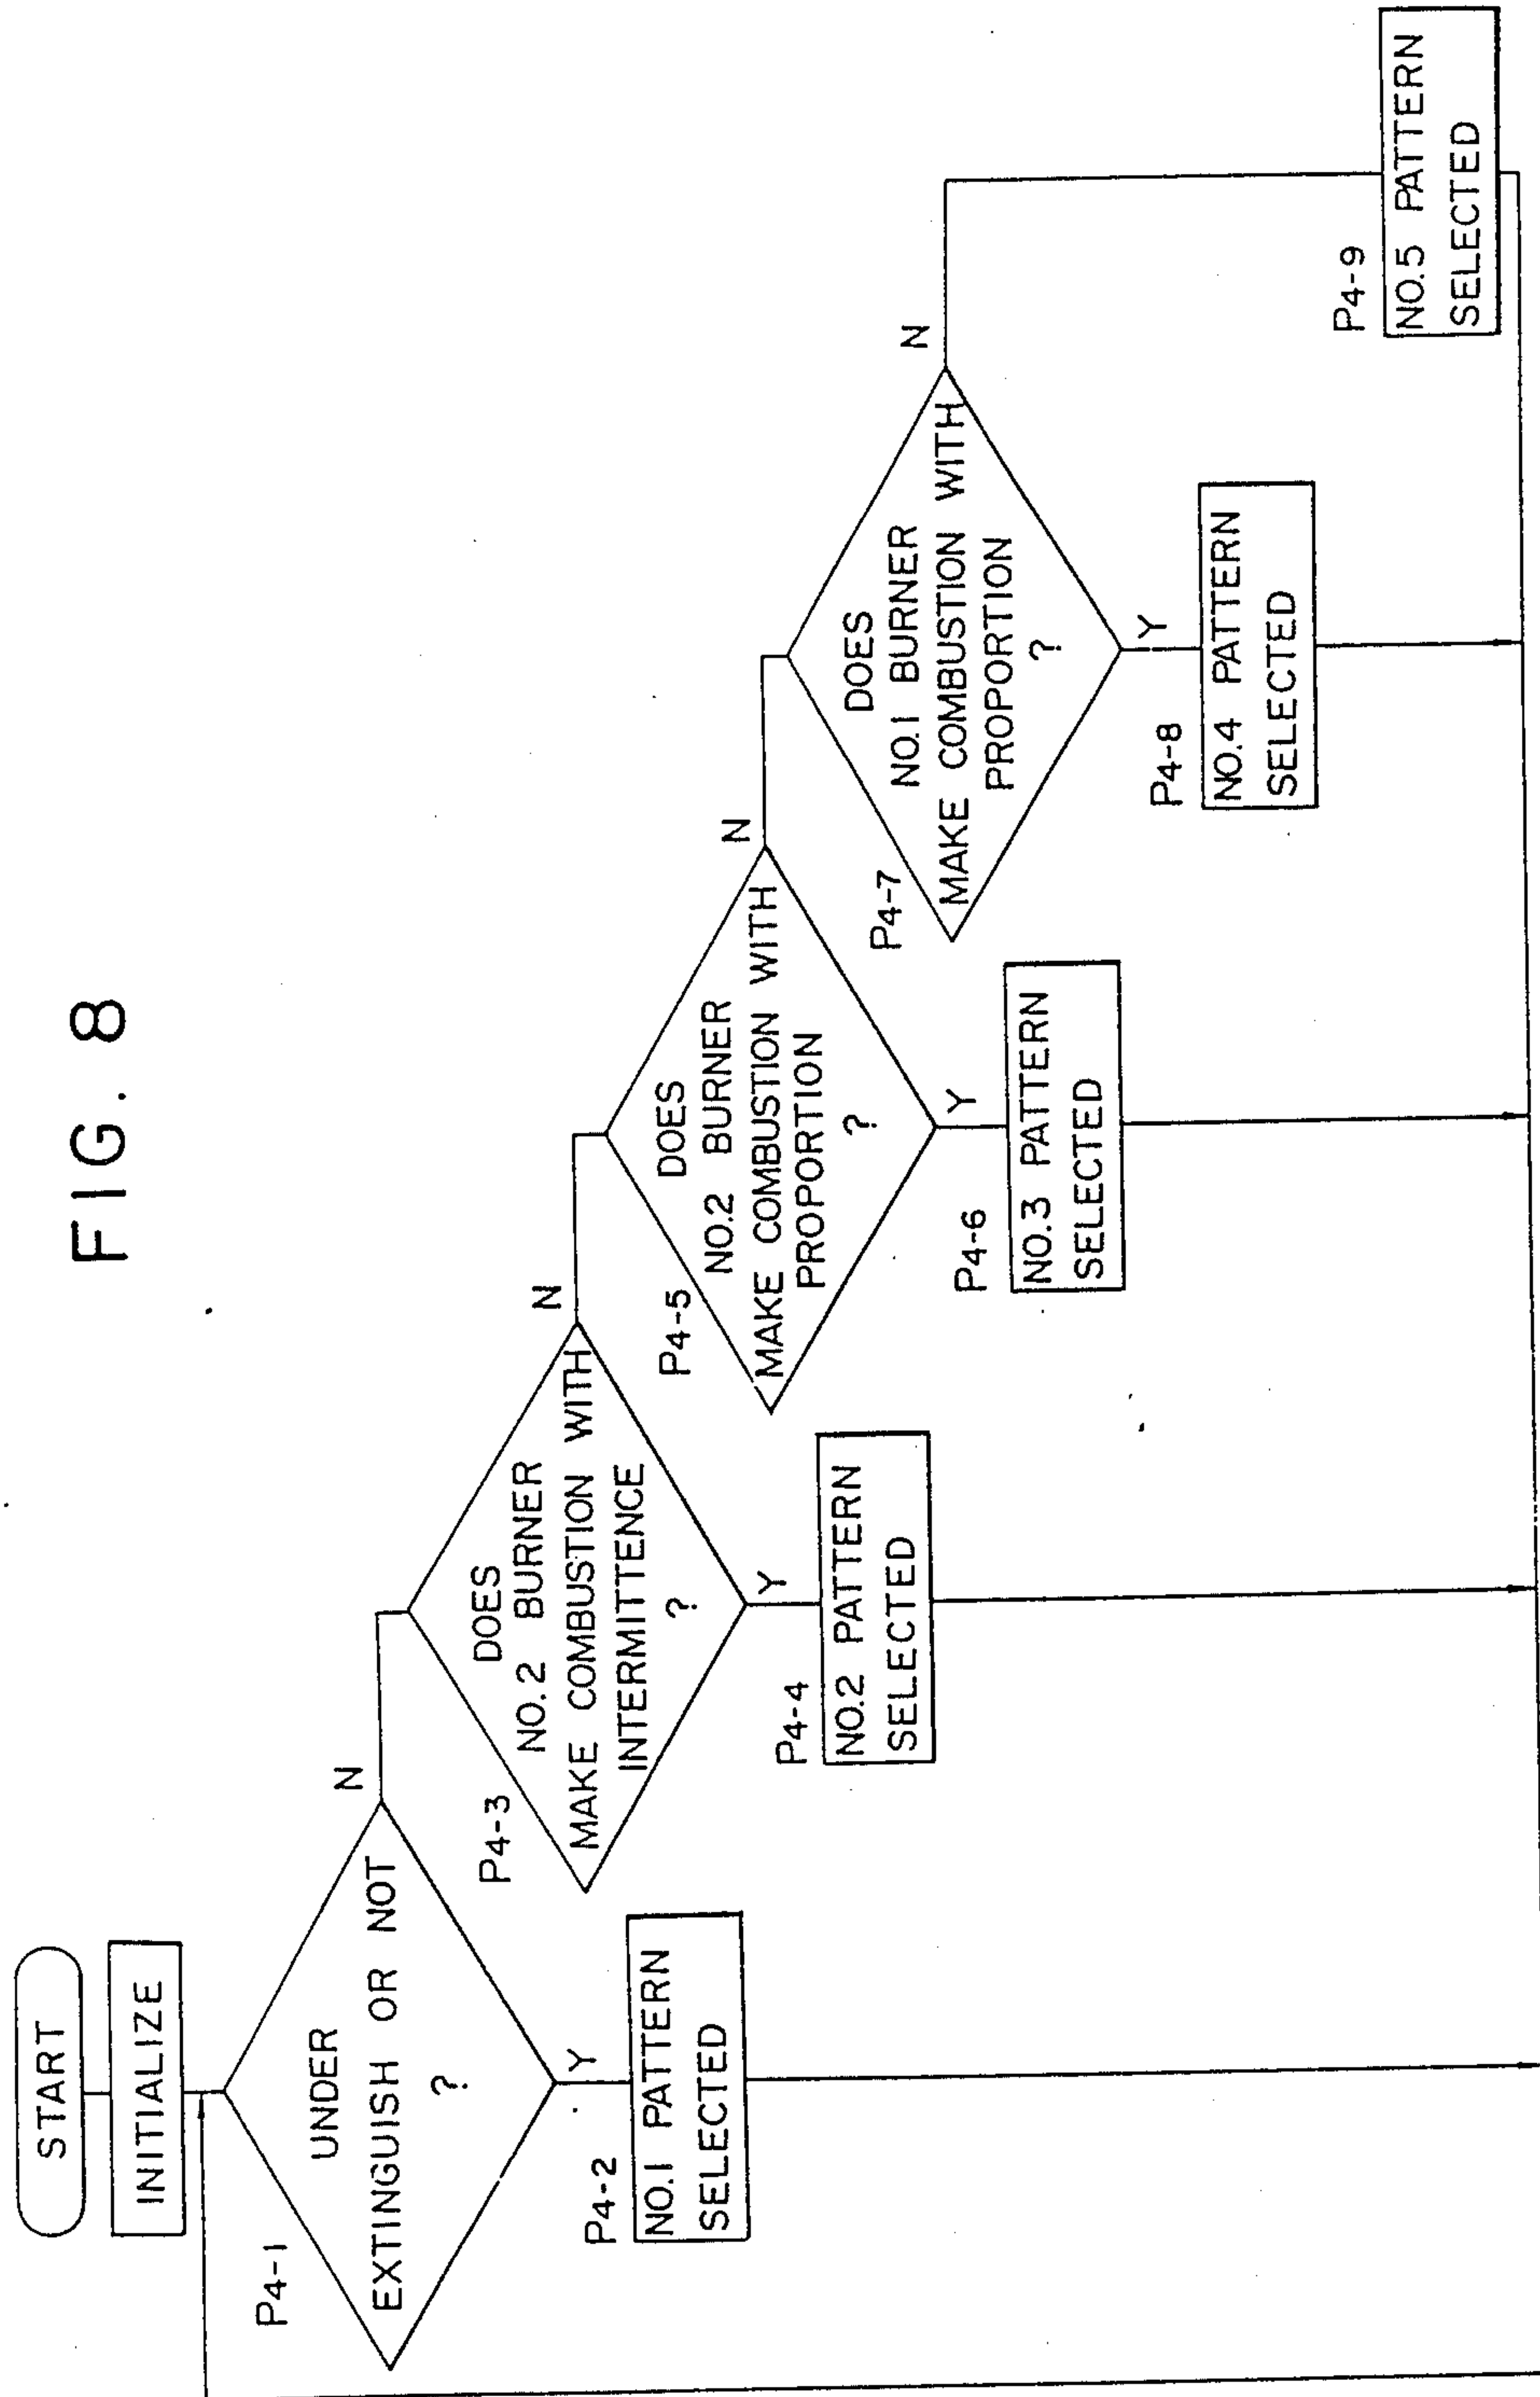 FIG. 8
START
INITIALIZE
P4-1
UNDER
EXTINGUISH OR NOT
?
N
Y
P4-2
NO.1 PATTERN
SELECTED
P4-3
DOES
NO.2 BURNER
MAKE COMBUSTION WITH
INTERMITTENCE
?
N
Y
P4-4
NO.2 PATTERN
SELECTED
P4-5
DOES
NO.2 BURNER
MAKE COMBUSTION WITH
PROPORTION
?
N
Y
P4-6
NO.3 PATTERN
SELECTED
P4-7
DOES
NO.1 BURNER
MAKE COMBUSTION WITH
PROPORTION
?
N
Y
P4-8
NO.4 PATTERN
SELECTED
P4-9
NO.5 PATTERN
SELECTED